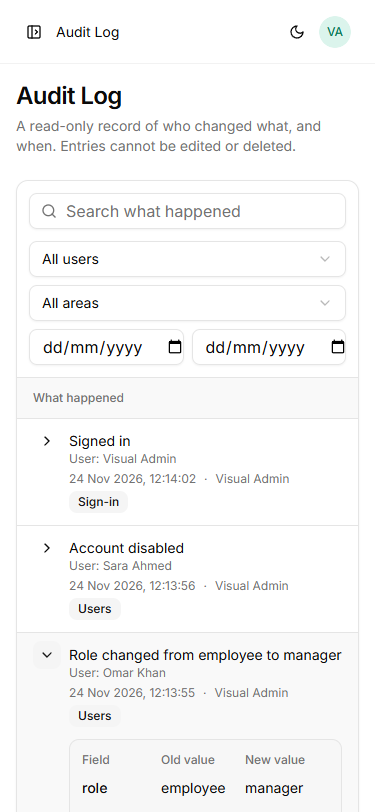 Audit Log
VA
Audit Log
A read-only record of who changed what, and
when. Entries cannot be edited or deleted.
Search what happened
All users
All areas
dd/mm/yyyy dd/mm/yyyy
What happened
Signed in
User: Visual Admin
24 Nov 2026, 12:14:02 · Visual Admin
Sign-in
Account disabled
User: Sara Ahmed
24 Nov 2026, 12:13:56 · Visual Admin
Users
Role changed from employee to manager
User: Omar Khan
24 Nov 2026, 12:13:55 · Visual Admin
Users
Field Old value New value
role employee manager